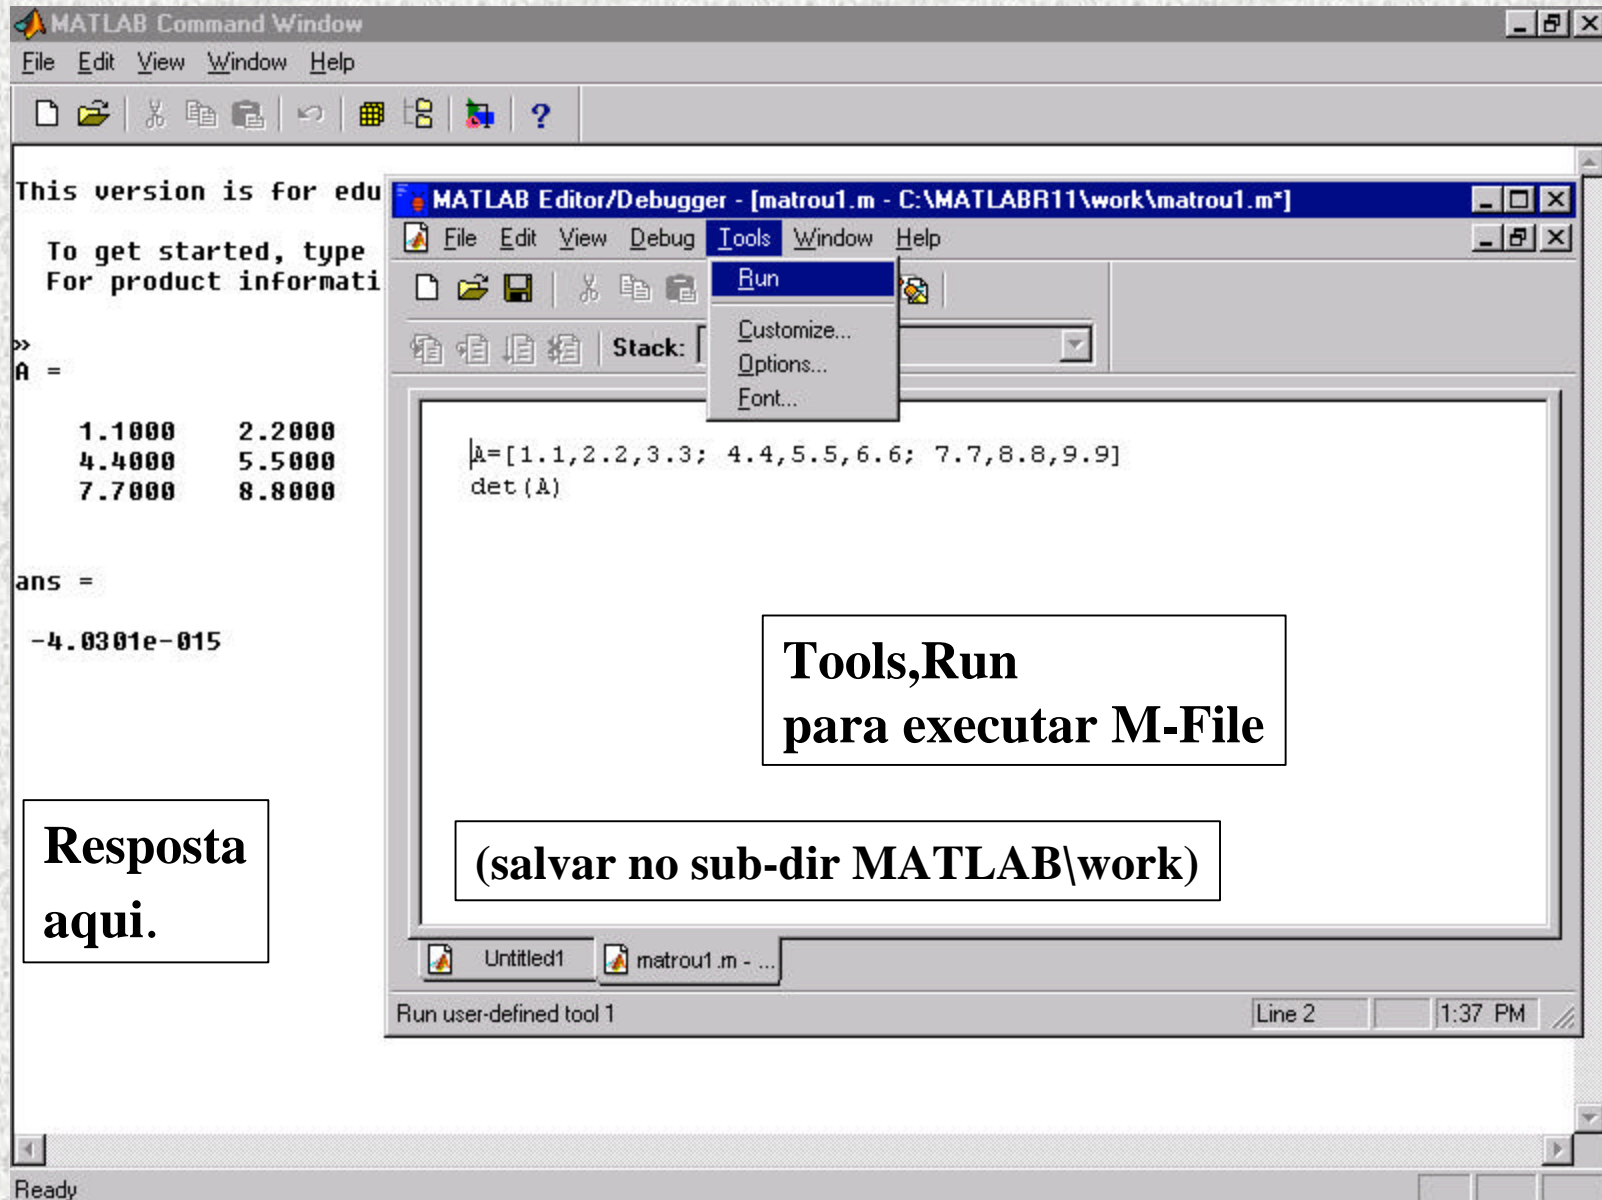 MATLAB Command Window
File Edit View Window Help
This version is for edu
To get started, type
For product informati
»
A =
1.1000 2.2000
4.4000 5.5000
7.7000 8.8000
ans =
-4.0301e-015
Resposta
aqui.
MATLAB Editor/Debugger - [matrou1.m - C:\MATLABR11\work\matrou1.m*]
File Edit View Debug Tools Window Help
Run
Customize...
Options...
Font...
Stack:
A=[1.1,2.2,3.3; 4.4,5.5,6.6; 7.7,8.8,9.9]
det(A)
Tools,Run
para executar M-File
(salvar no sub-dir MATLAB\work)
Untitled1 matrou1.m - ...
Run user-defined tool 1 Line 2 1:37 PM
Ready